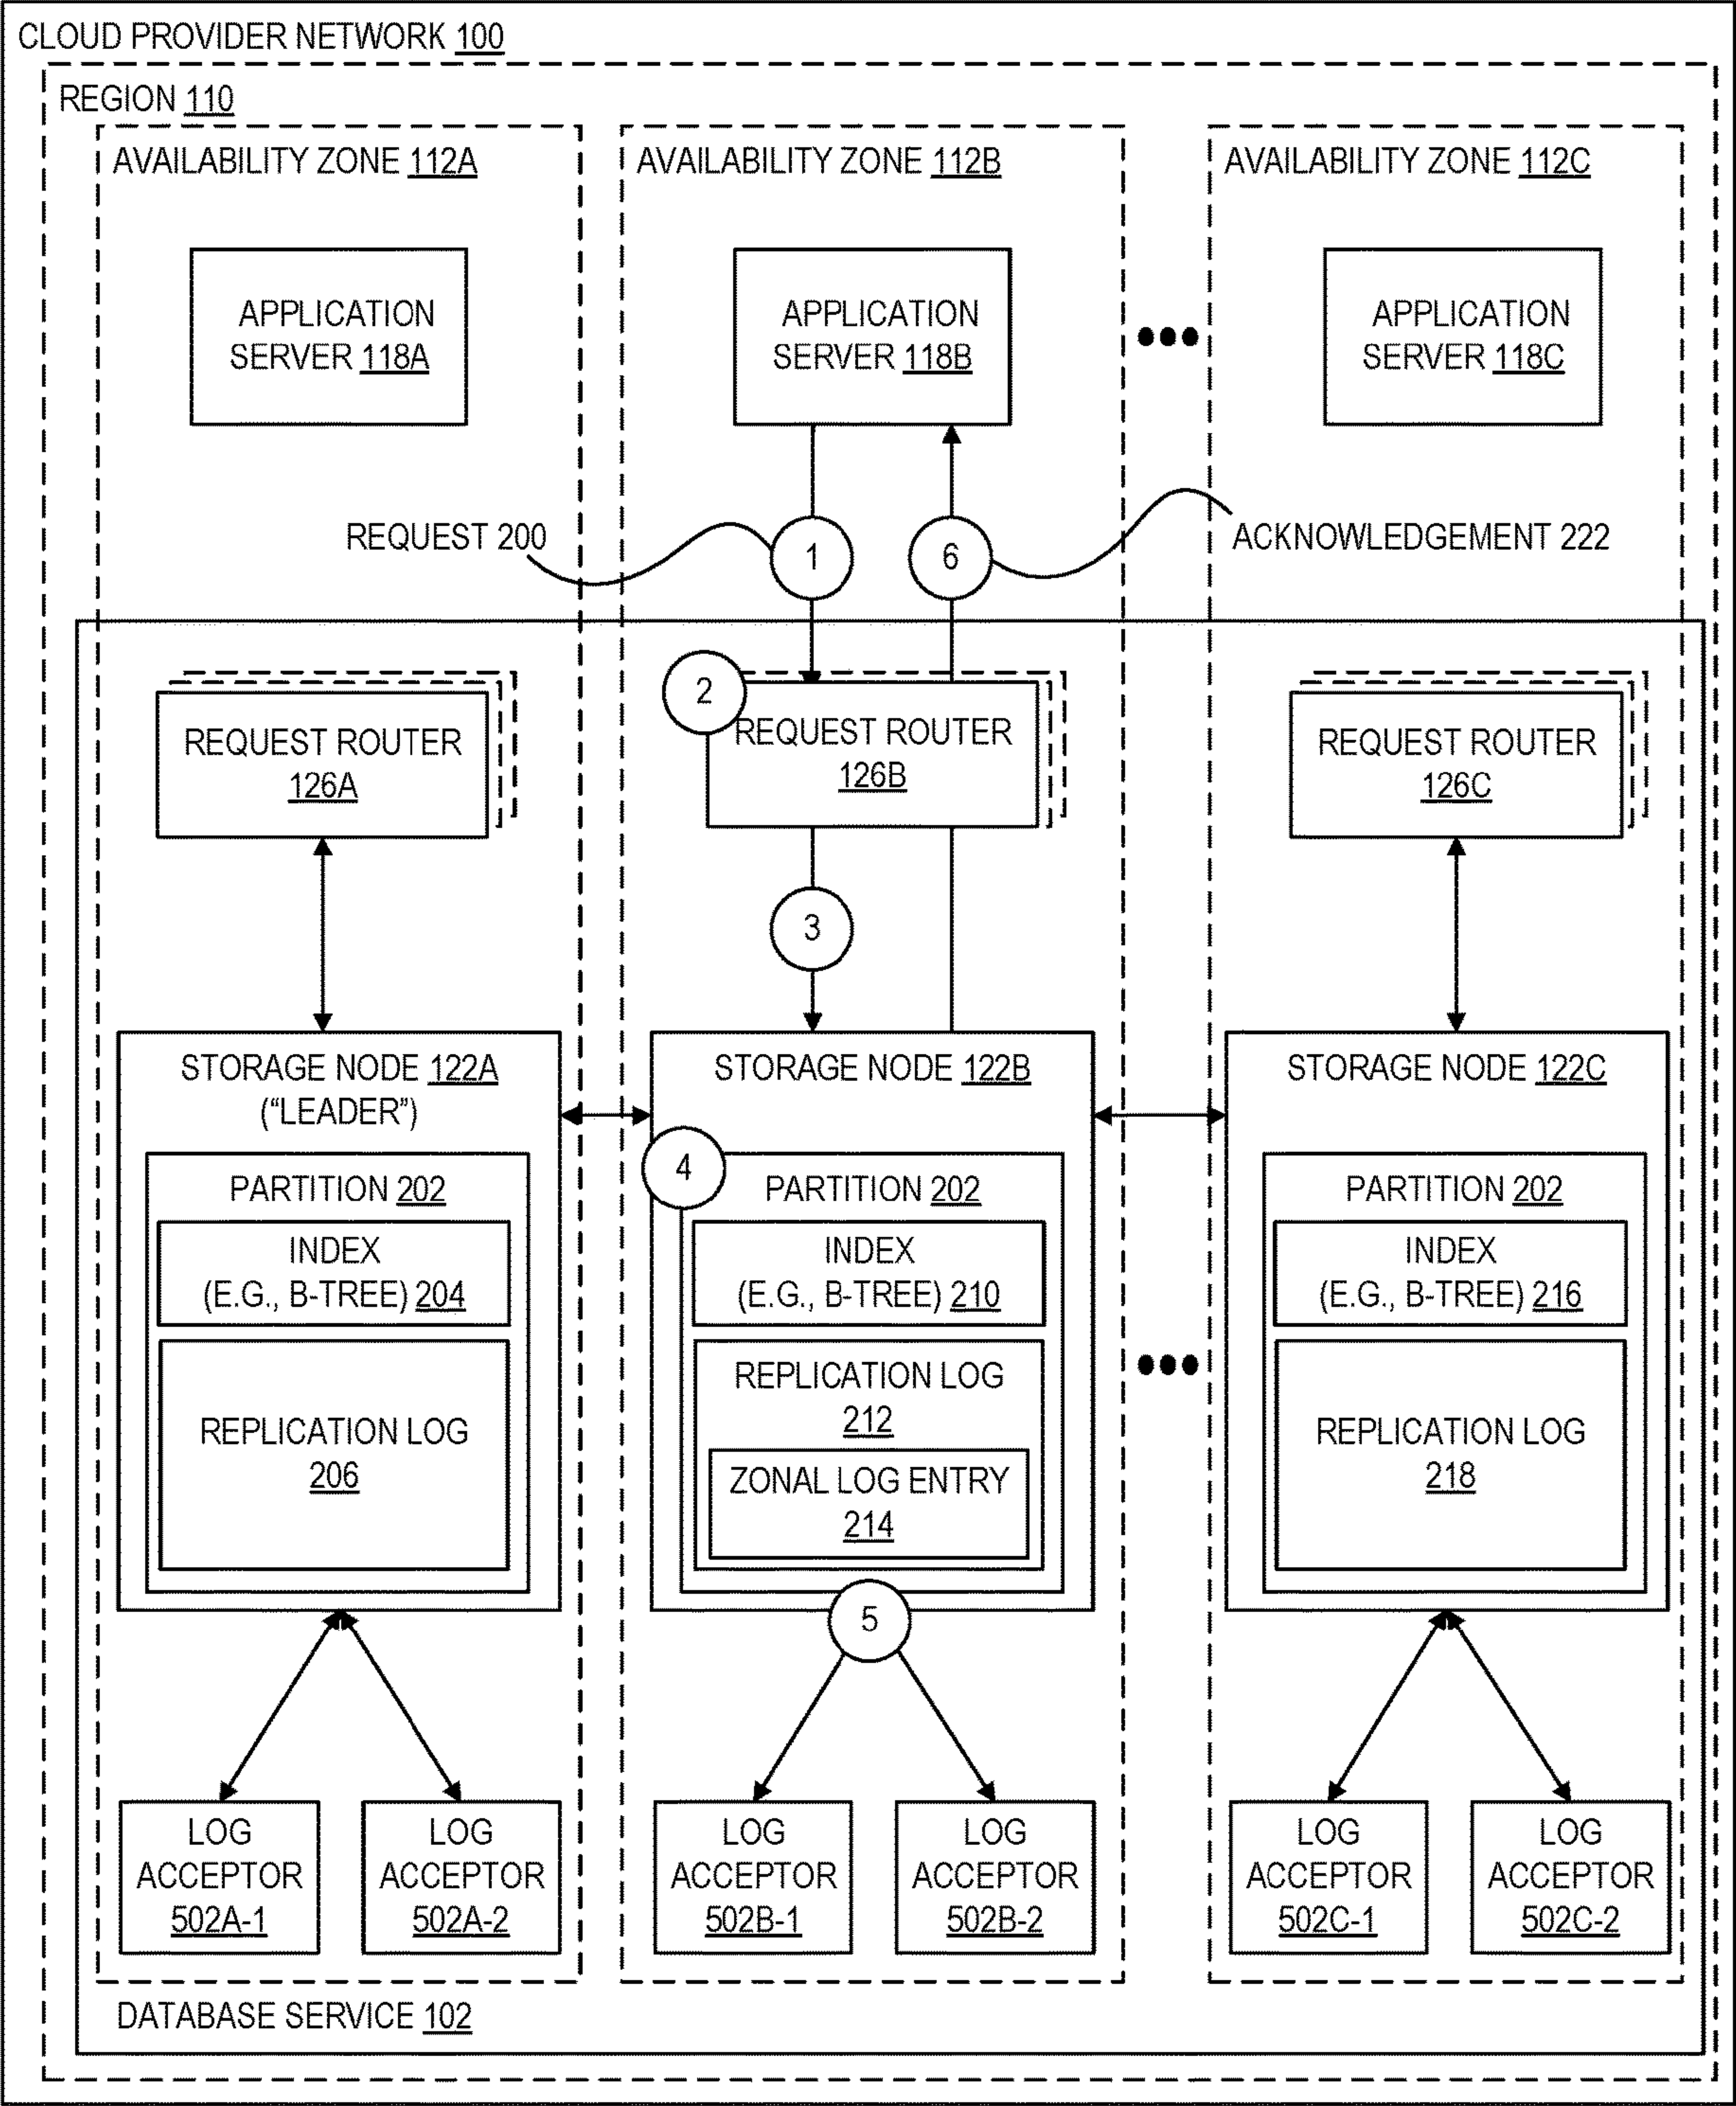 CLOUD PROVIDER NETWORK 100
REGION 110
AVAILABILITY ZONE 112A
AVAILABILITY ZONE 112B
AVAILABILITY ZONE 112C
APPLICATION
SERVER 118A
APPLICATION
SERVER 118B
APPLICATION
SERVER 118C
REQUEST 200
1
6
ACKNOWLEDGEMENT 222
REQUEST ROUTER
126A
2
REQUEST ROUTER
126B
REQUEST ROUTER
126C
3
STORAGE NODE 122A
("LEADER")
PARTITION 202
INDEX
(E.G., B-TREE) 204
REPLICATION LOG
206
STORAGE NODE 122B
4
PARTITION 202
INDEX
(E.G., B-TREE) 210
REPLICATION LOG
212
ZONAL LOG ENTRY
214
5
STORAGE NODE 122C
PARTITION 202
INDEX
(E.G., B-TREE) 216
REPLICATION LOG
218
LOG
ACCEPTOR
502A-1
LOG
ACCEPTOR
502A-2
LOG
ACCEPTOR
502B-1
LOG
ACCEPTOR
502B-2
LOG
ACCEPTOR
502C-1
LOG
ACCEPTOR
502C-2
DATABASE SERVICE 102